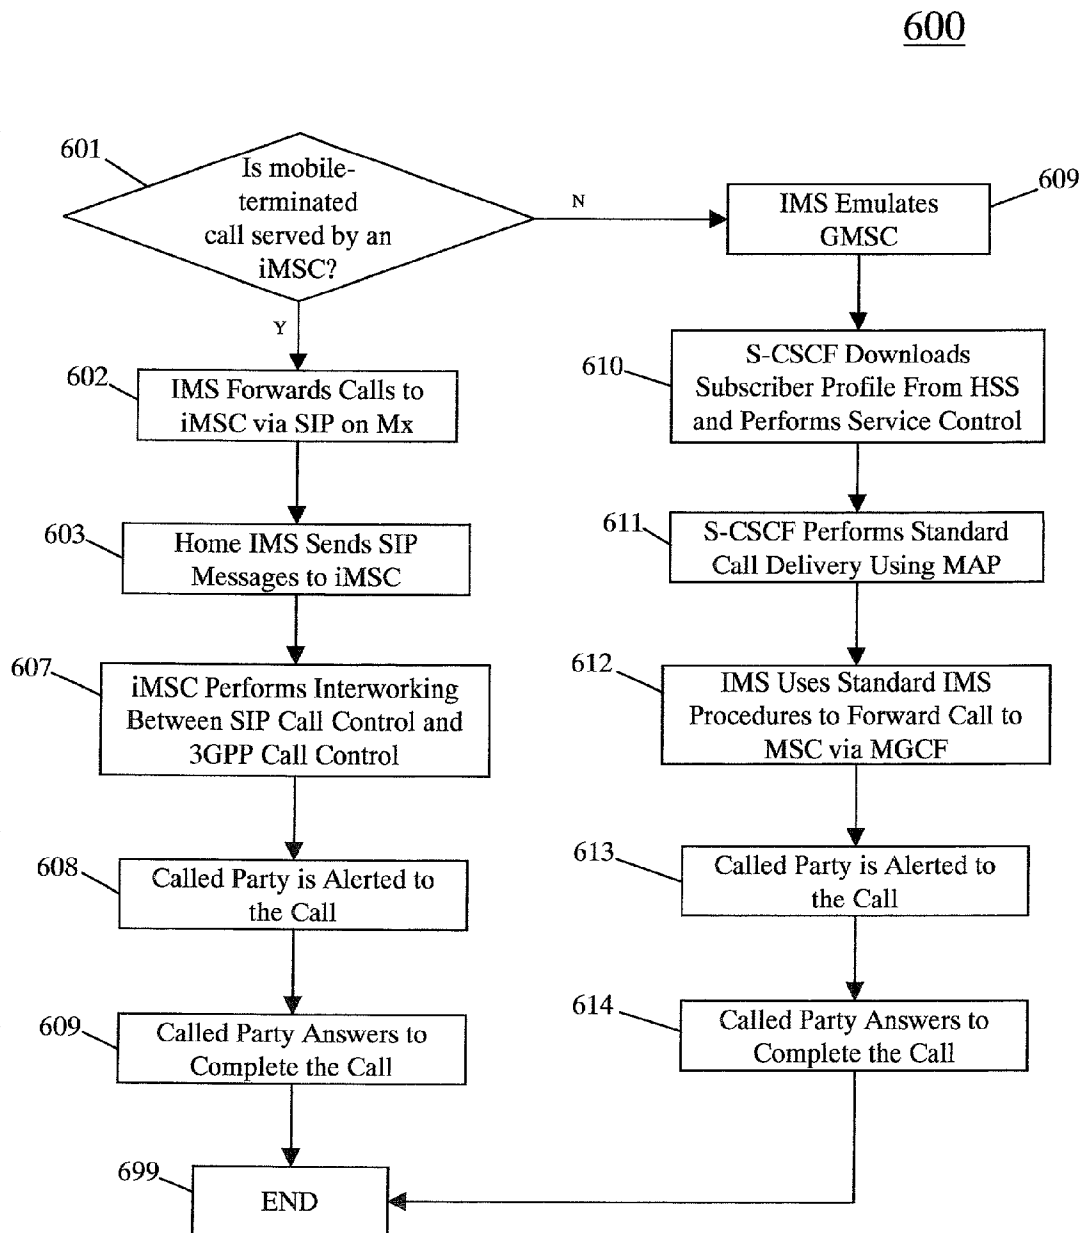 600
601
Is mobile-
terminated
call served by an
iMSC?
N
Y
609
IMS Emulates
GMSC
602
IMS Forwards Calls to
iMSC via SIP on Mx
610
S-CSCF Downloads
Subscriber Profile From HSS
and Performs Service Control
603
Home IMS Sends SIP
Messages to iMSC
611
S-CSCF Performs Standard
Call Delivery Using MAP
607
iMSC Performs Interworking
Between SIP Call Control and
3GPP Call Control
612
IMS Uses Standard IMS
Procedures to Forward Call to
MSC via MGCF
608
Called Party is Alerted to
the Call
613
Called Party is Alerted to
the Call
609
Called Party Answers to
Complete the Call
614
Called Party Answers to
Complete the Call
699
END